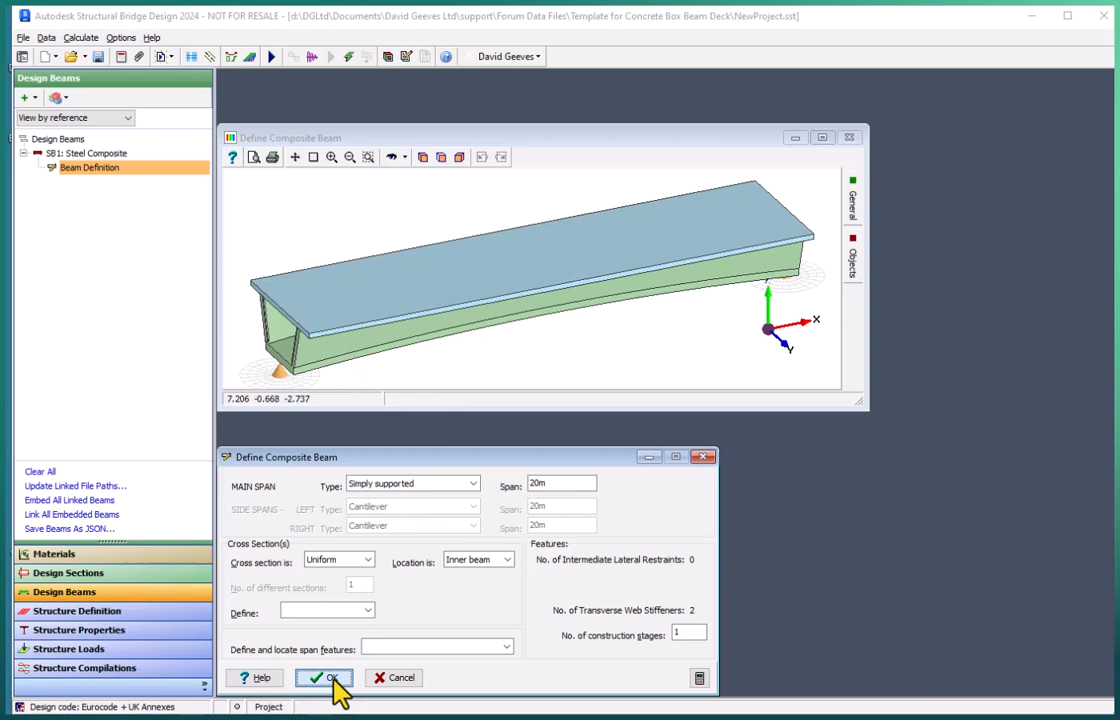 Autodesk Structural Bridge Design 2024 - NOT FOR RESALE - [d:\DGLtd\Documents\David Geeves Ltd\support\Forum Data Files\Template for Concrete Box Beam Deck\NewProject.sst]
File Data Calculate Options Help
David Geeves
Design Beams
View by reference
Design Beams
SB1: Steel Composite
Beam Definition
Clear All
Update Linked File Paths...
Embed All Linked Beams
Link All Embedded Beams
Save Beams As JSON...
Materials
Design Sections
Design Beams
Structure Definition
Structure Properties
Structure Loads
Structure Compilations
Define Composite Beam
General
Objects
X
Y
7.206 -0.668 -2.737
Define Composite Beam
MAIN SPAN Type: Simply supported Span: 20m
SIDE SPANS - LEFT Type: Cantilever Span: 20m
RIGHT Type: Cantilever Span: 20m
Cross Section(s)
Cross section is: Uniform Location is: Inner beam
No. of different sections: 1
Define:
Define and locate span features:
Features:
No. of Intermediate Lateral Restraints: 0
No. of Transverse Web Stiffeners: 2
No. of construction stages: 1
Help OK Cancel
Design code: Eurocode + UK Annexes Project